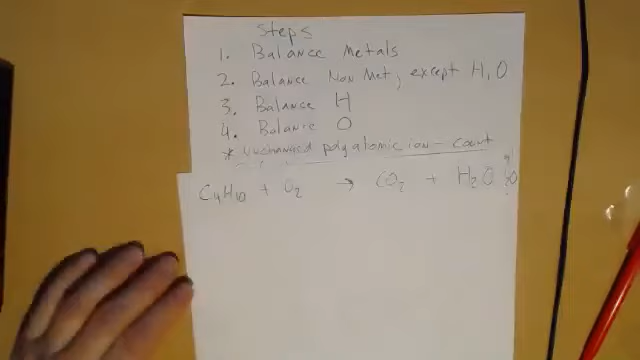 Steps
1. Balance Metals
2. Balance Non Met, except H, O
3. Balance H
4. Balance O
* Unchanged polyatomic ion - count
C4H10 + O2 → CO2 + H2O